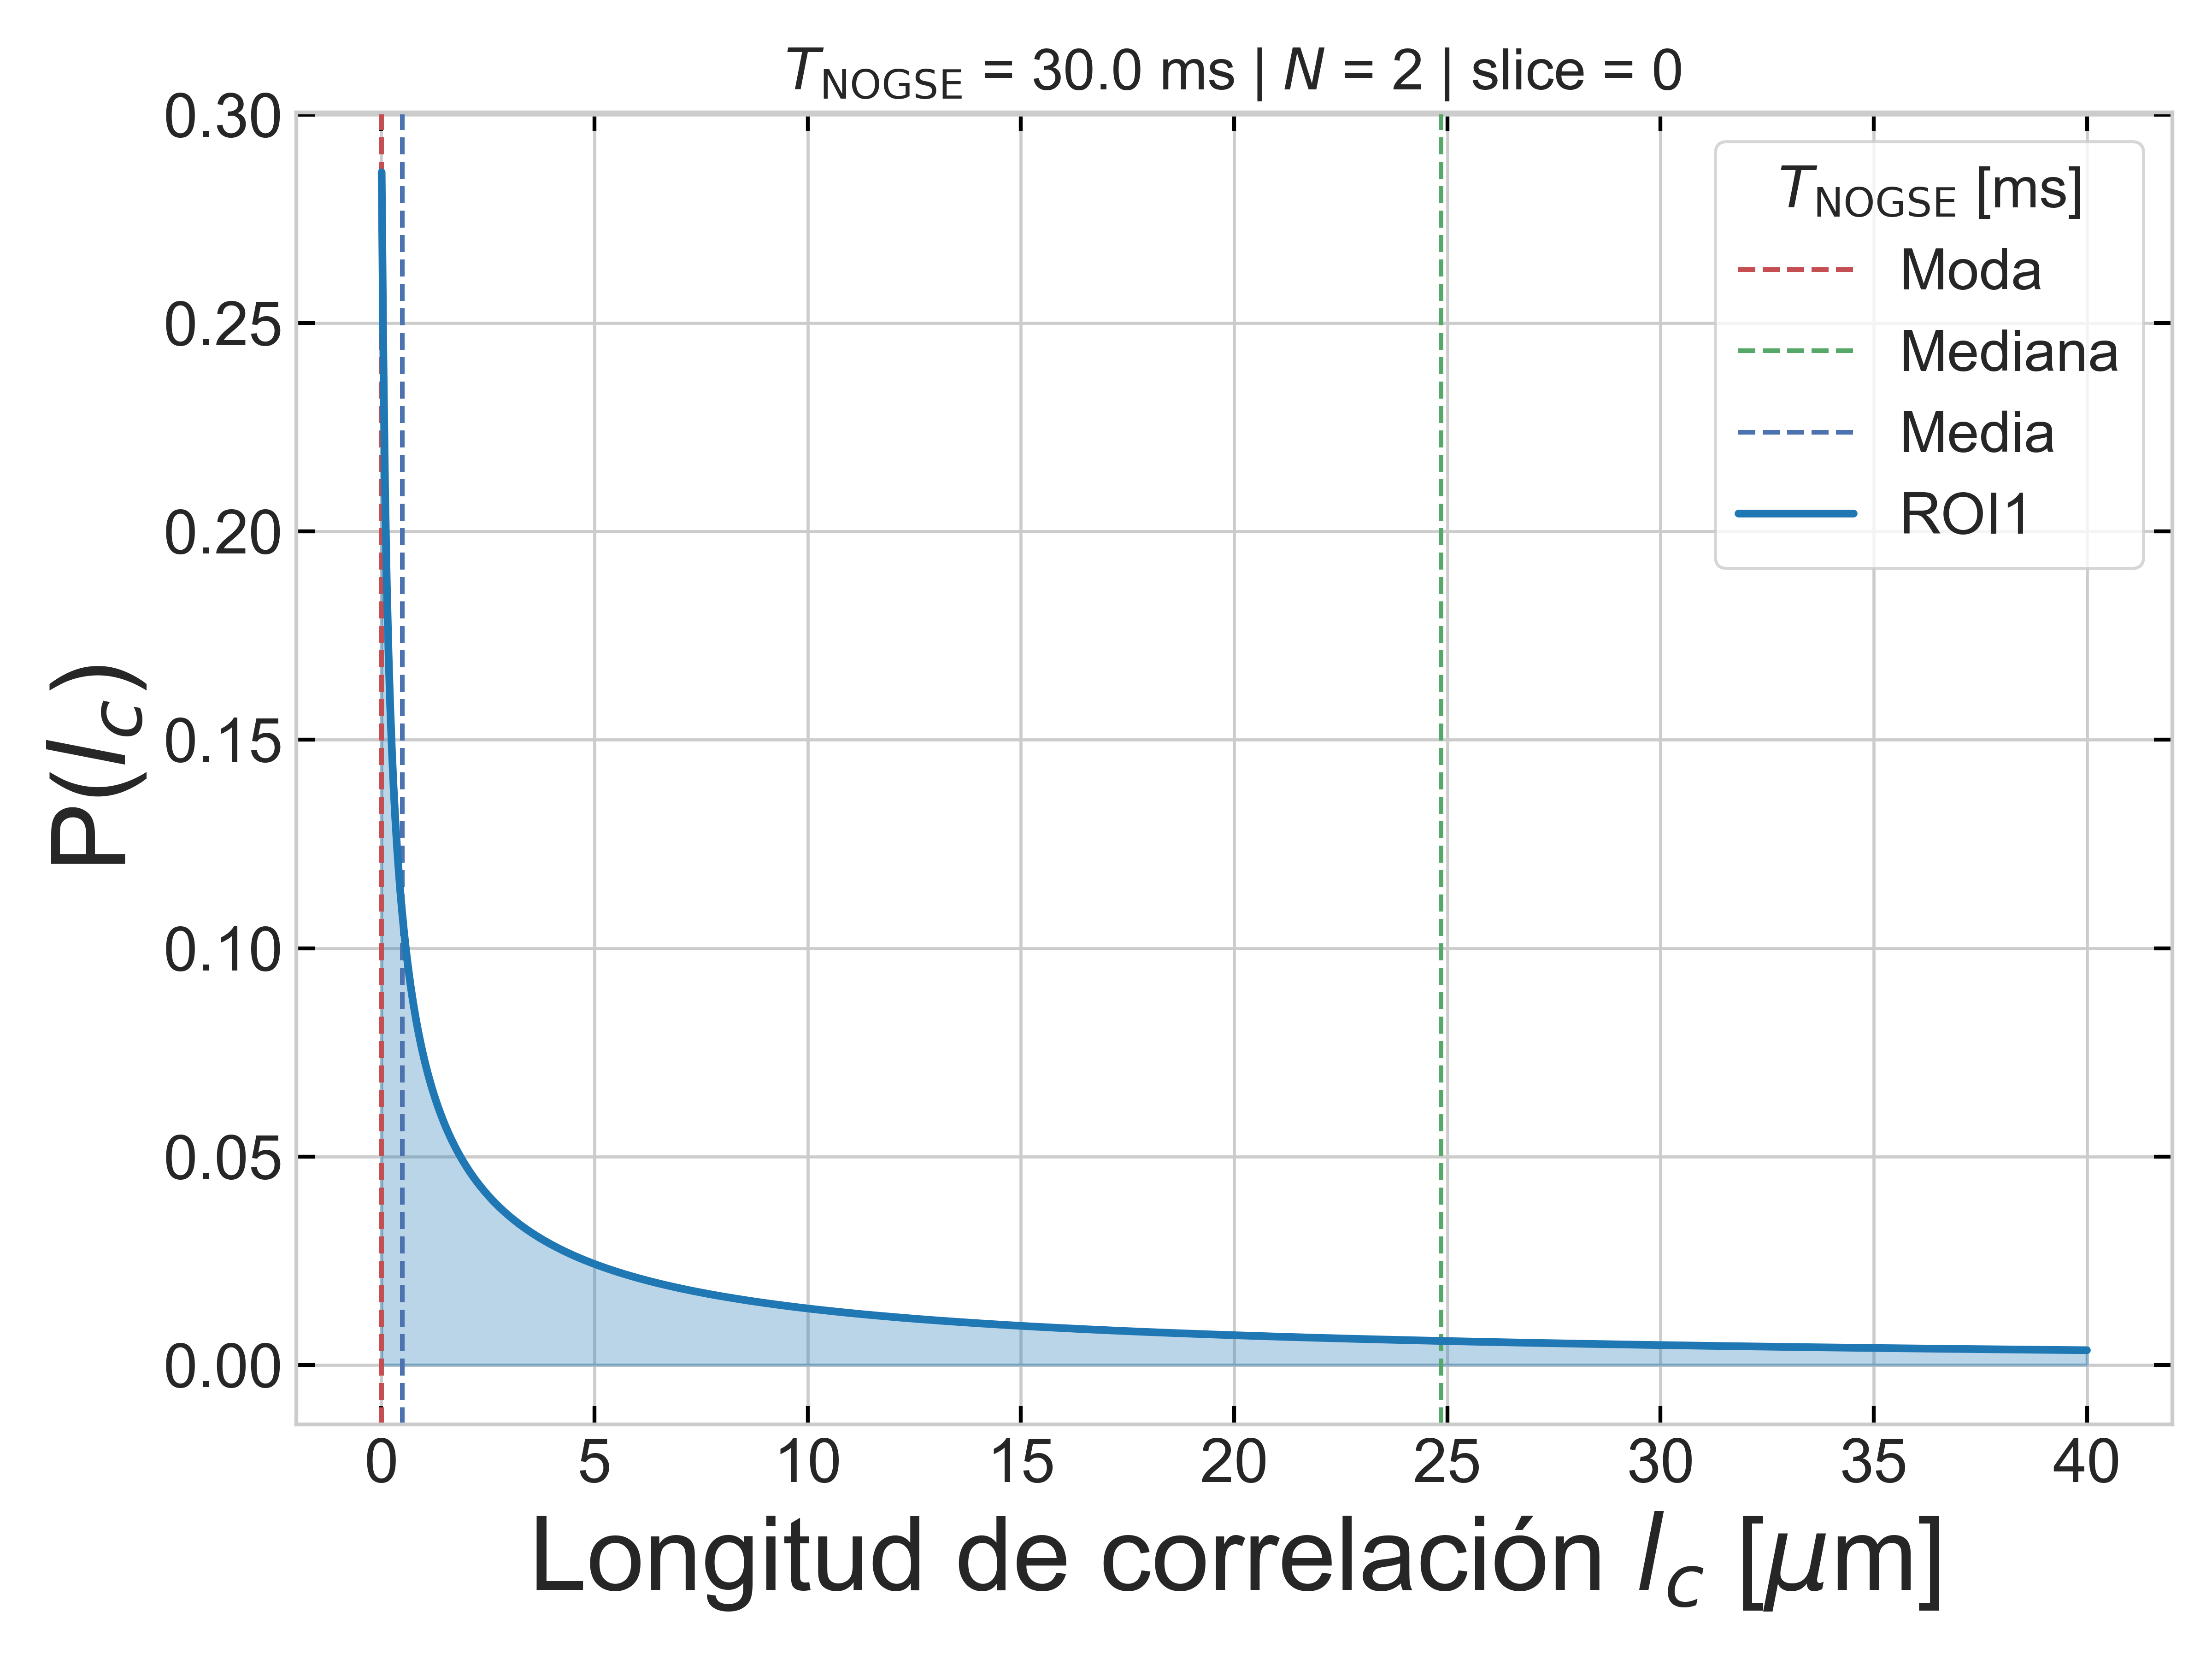 T_NOGSE = 30.0 ms | N = 2 | slice = 0
0.30
0.25
0.20
0.15
0.10
0.05
0.00
P(l_c)
T_NOGSE [ms]
Moda
Mediana
Media
ROI1
0 5 10 15 20 25 30 35 40
Longitud de correlación l_c [μm]